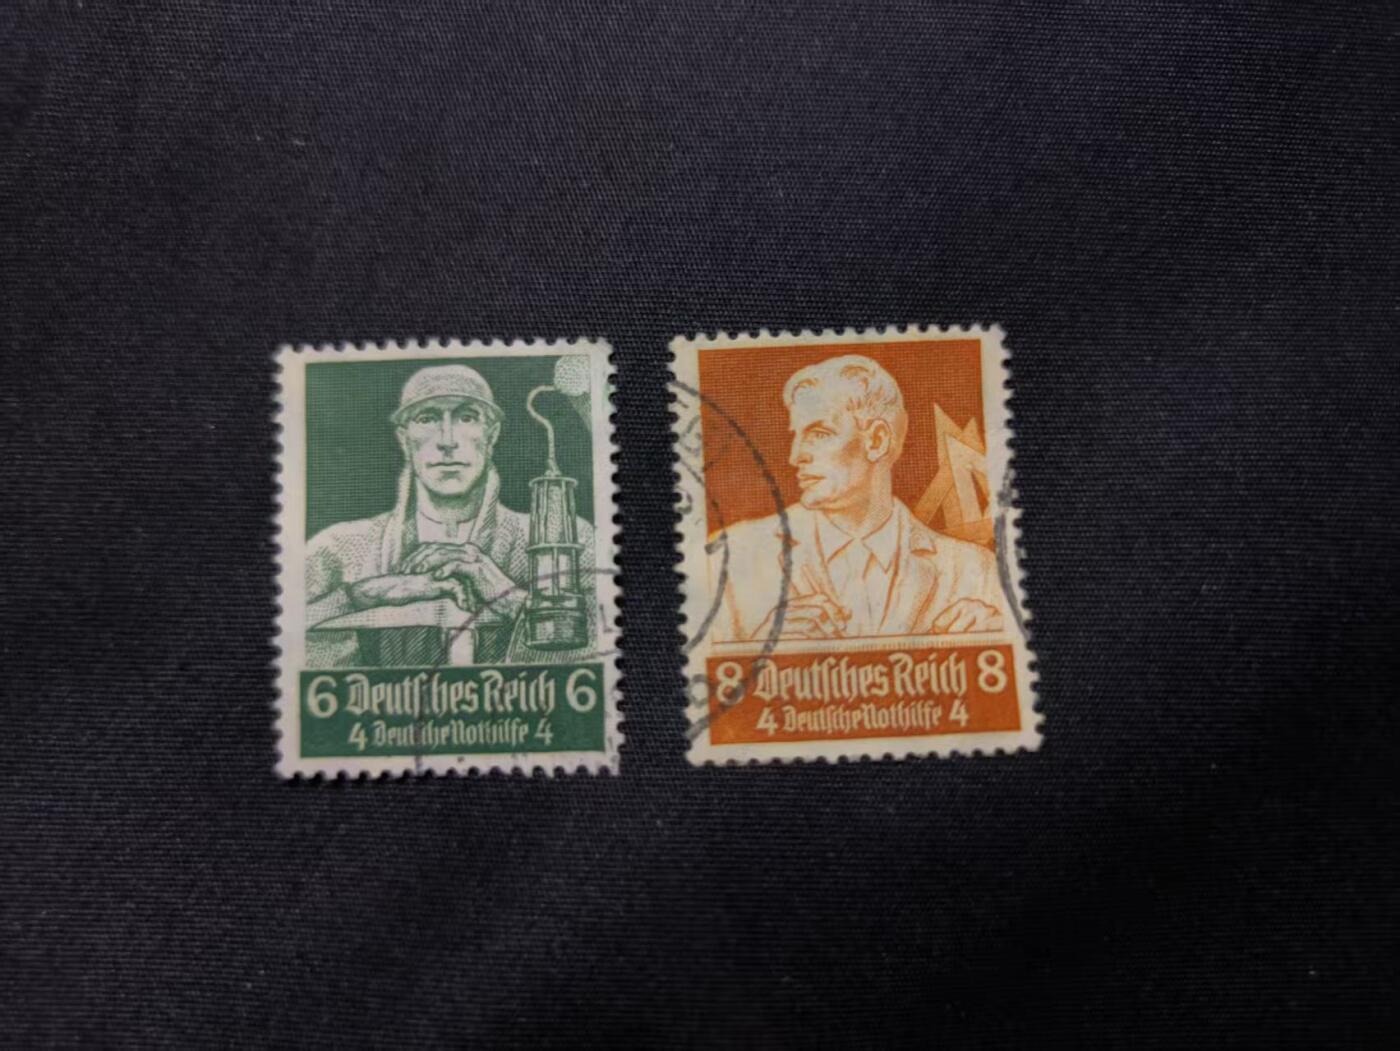 6 Deutsches Reich 6
4 Deutsche Nothilfe 4
8 Deutsches Reich 8
4 Deutsche Nothilfe 4